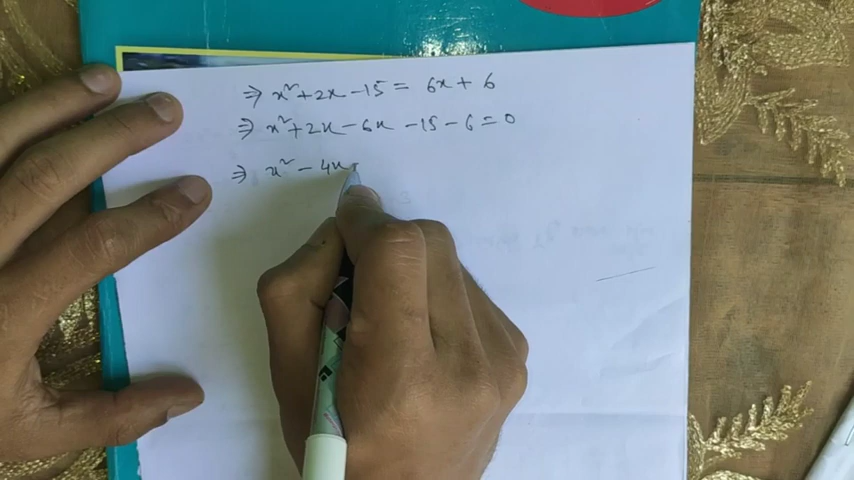 ⇒ x² + 2x - 15 = 6x + 6
⇒ x² + 2x - 6x - 15 - 6 = 0
⇒ x² - 4x -